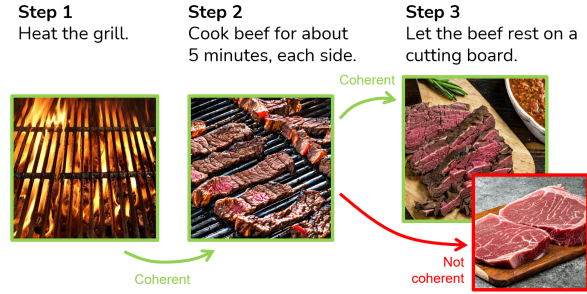 Step 1
Heat the grill.
Step 2
Cook beef for about
5 minutes, each side.
Step 3
Let the beef rest on a
cutting board.
Coherent
Coherent
Not
coherent